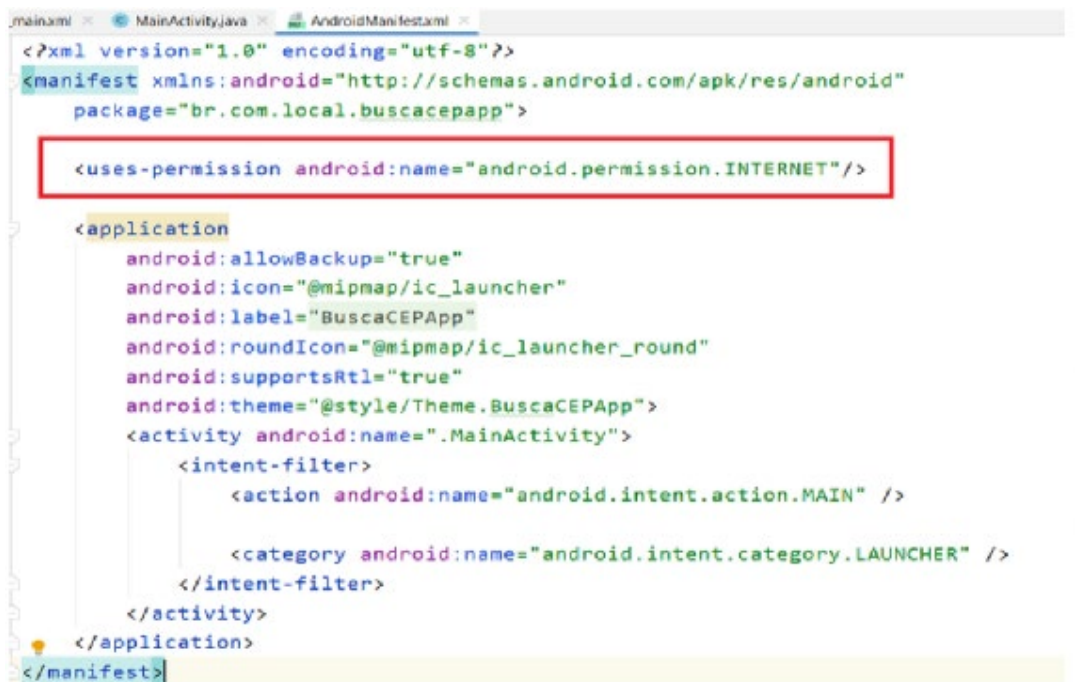 _main.xml MainActivity.java AndroidManifest.xml
<?xml version="1.0" encoding="utf-8"?>
<manifest xmlns:android="http://schemas.android.com/apk/res/android"
    package="br.com.local.buscacepapp">
    <uses-permission android:name="android.permission.INTERNET"/>
    <application
        android:allowBackup="true"
        android:icon="@mipmap/ic_launcher"
        android:label="BuscaCEPApp"
        android:roundIcon="@mipmap/ic_launcher_round"
        android:supportsRtl="true"
        android:theme="@style/Theme.BuscaCEPApp">
        <activity android:name=".MainActivity">
            <intent-filter>
                <action android:name="android.intent.action.MAIN" />
                <category android:name="android.intent.category.LAUNCHER" />
            </intent-filter>
        </activity>
    </application>
</manifest>